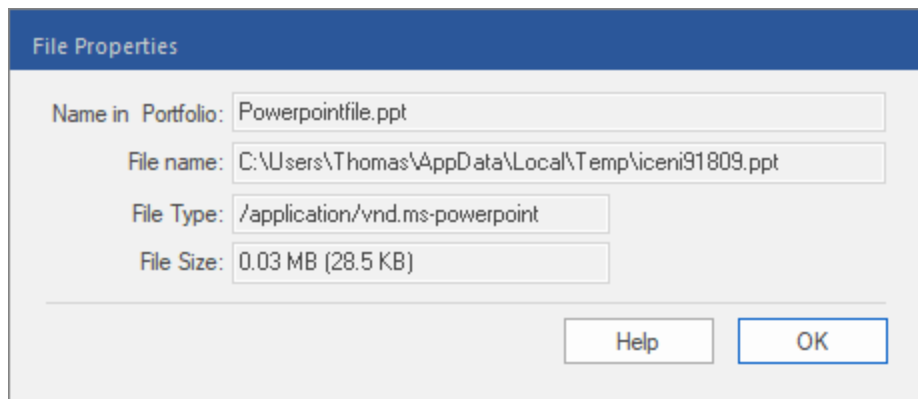 File Properties
Name in Portfolio: Powerpointfile.ppt
File name: C:\Users\Thomas\AppData\Local\Temp\iceni91809.ppt
File Type: /application/vnd.ms-powerpoint
File Size: 0.03 MB (28.5 KB)
Help OK